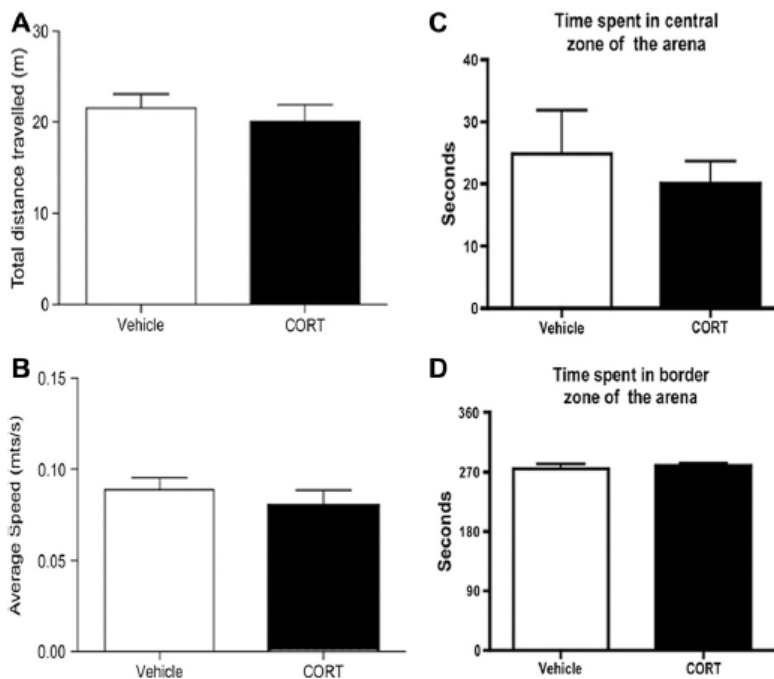 A
Total distance travelled (m)
30
20
10
0
Vehicle
CORT
C
Time spent in central
zone of the arena
Seconds
40
30
20
10
0
Vehicle
CORT
B
Average Speed (mts/s)
0.15
0.10
0.05
0.00
Vehicle
CORT
D
Time spent in border
zone of the arena
Seconds
360
270
180
90
0
Vehicle
CORT